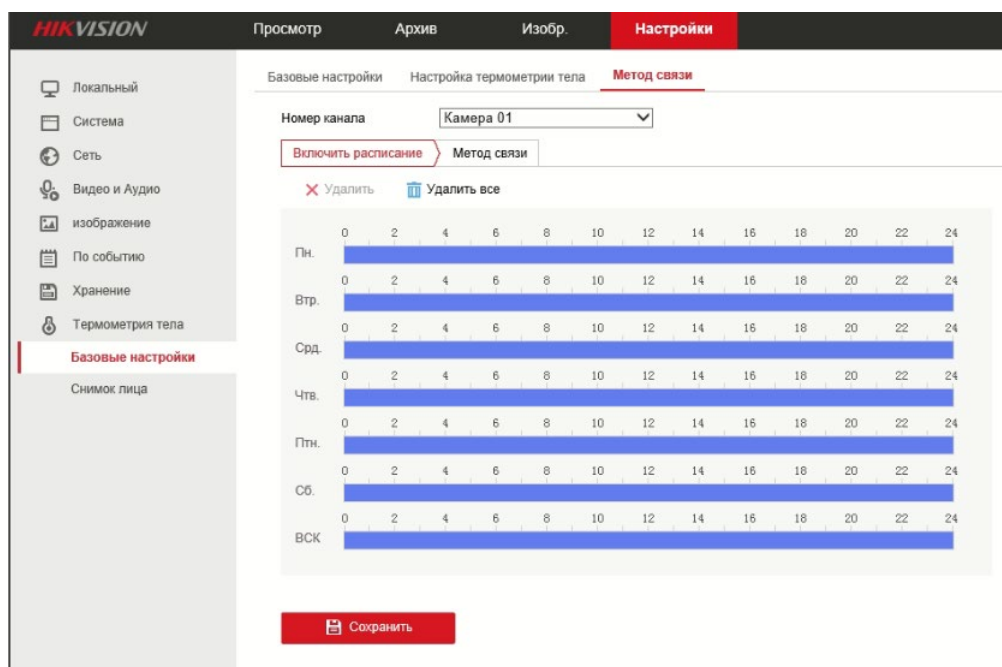 HIKVISION Просмотр Архив Изобр. Настройки
Локальный
Система
Сеть
Видео и Аудио
изображение
По событию
Хранение
Термометрия тела
Базовые настройки
Снимок лица
Базовые настройки Настройка термометрии тела Метод связи
Номер канала Камера 01
Включить расписание Метод связи
Удалить Удалить все
0 2 4 6 8 10 12 14 16 18 20 22 24
Пн.
0 2 4 6 8 10 12 14 16 18 20 22 24
Втр.
0 2 4 6 8 10 12 14 16 18 20 22 24
Срд.
0 2 4 6 8 10 12 14 16 18 20 22 24
Чтв.
0 2 4 6 8 10 12 14 16 18 20 22 24
Птн.
0 2 4 6 8 10 12 14 16 18 20 22 24
Сб.
0 2 4 6 8 10 12 14 16 18 20 22 24
ВСК
Сохранить